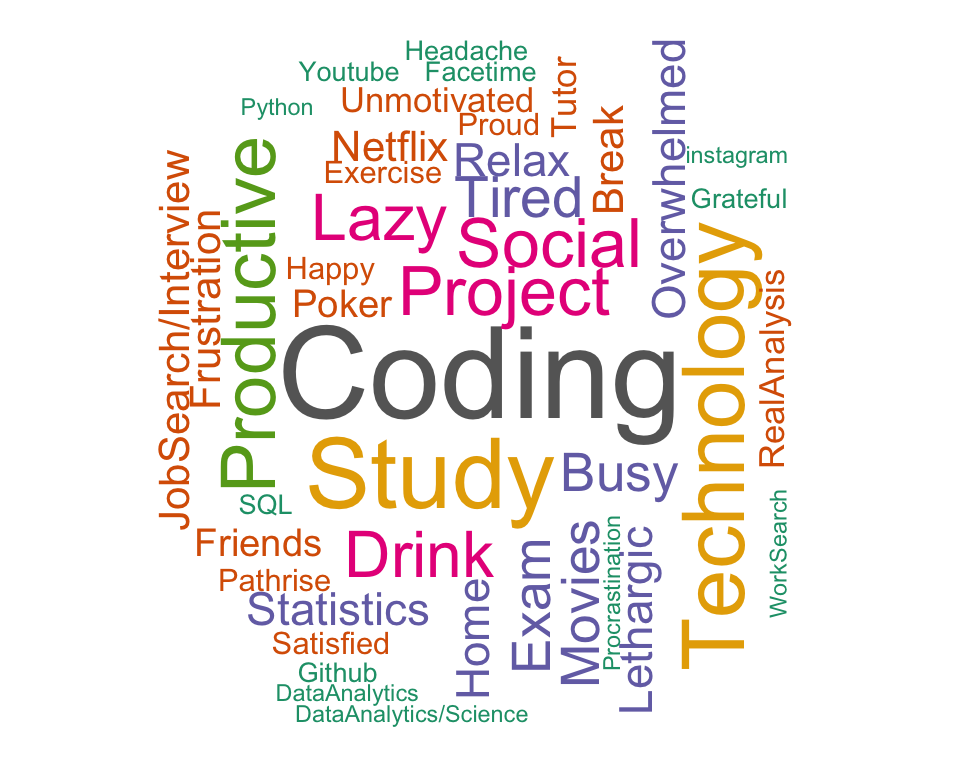 Headache
Youtube
Facetime
Python
Unmotivated
Proud
Tutor
Break
Overwhelmed
Netflix
Relax
instagram
Exercise
Tired
Grateful
Lazy
Social
JobSearch/Interview
Frustration
Productive
Happy
Project
Poker
Technology
RealAnalysis
Coding
Study
Busy
SQL
Friends
Drink
Exam
Movies
Procrastination
Lethargic
WorkSearch
Pathrise
Home
Statistics
Satisfied
Github
DataAnalytics
DataAnalytics/Science